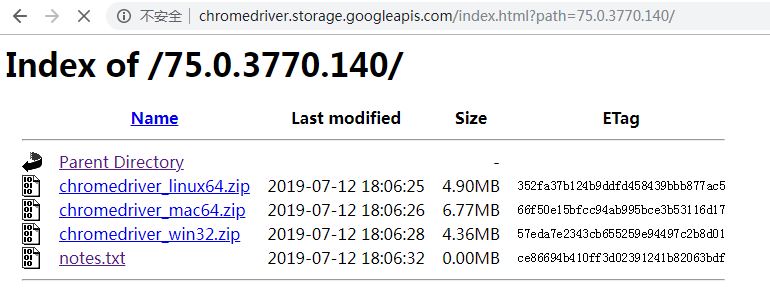 不安全 chromedriver.storage.googleapis.com/index.html?path=75.0.3770.140/
Index of /75.0.3770.140/
Name Last modified Size ETag
Parent Directory -
chromedriver_linux64.zip 2019-07-12 18:06:25 4.90MB 352fa37b124b9ddfd458439bbb877ac5
chromedriver_mac64.zip 2019-07-12 18:06:26 6.77MB 66f50e15bfcc94ab995bce3b53116d17
chromedriver_win32.zip 2019-07-12 18:06:28 4.36MB 57eda7e2343cb655259e94497c2b8d01
notes.txt 2019-07-12 18:06:32 0.00MB ce86694b410ff3d02391241b82063bdf